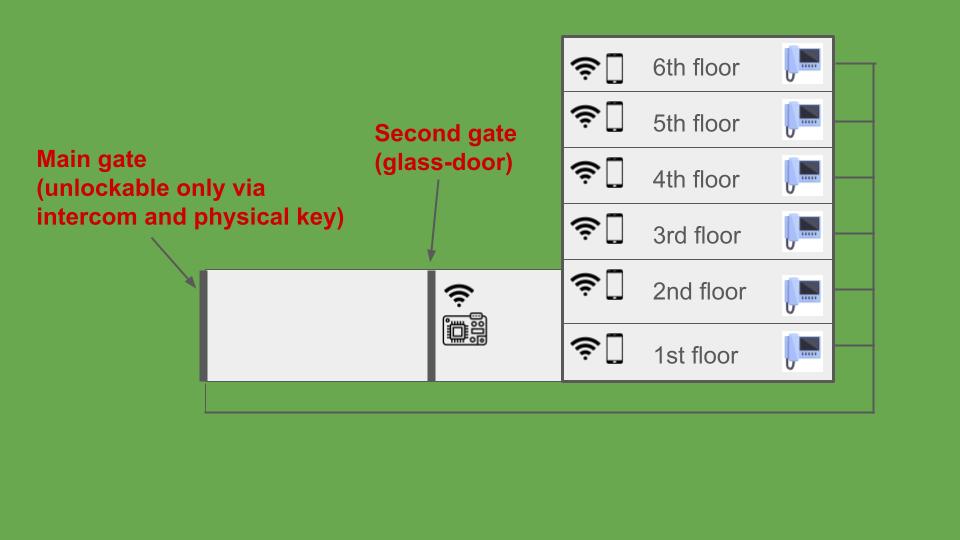 Main gate
(unlockable only via
intercom and physical key)
Second gate
(glass-door)
6th floor
5th floor
4th floor
3rd floor
2nd floor
1st floor